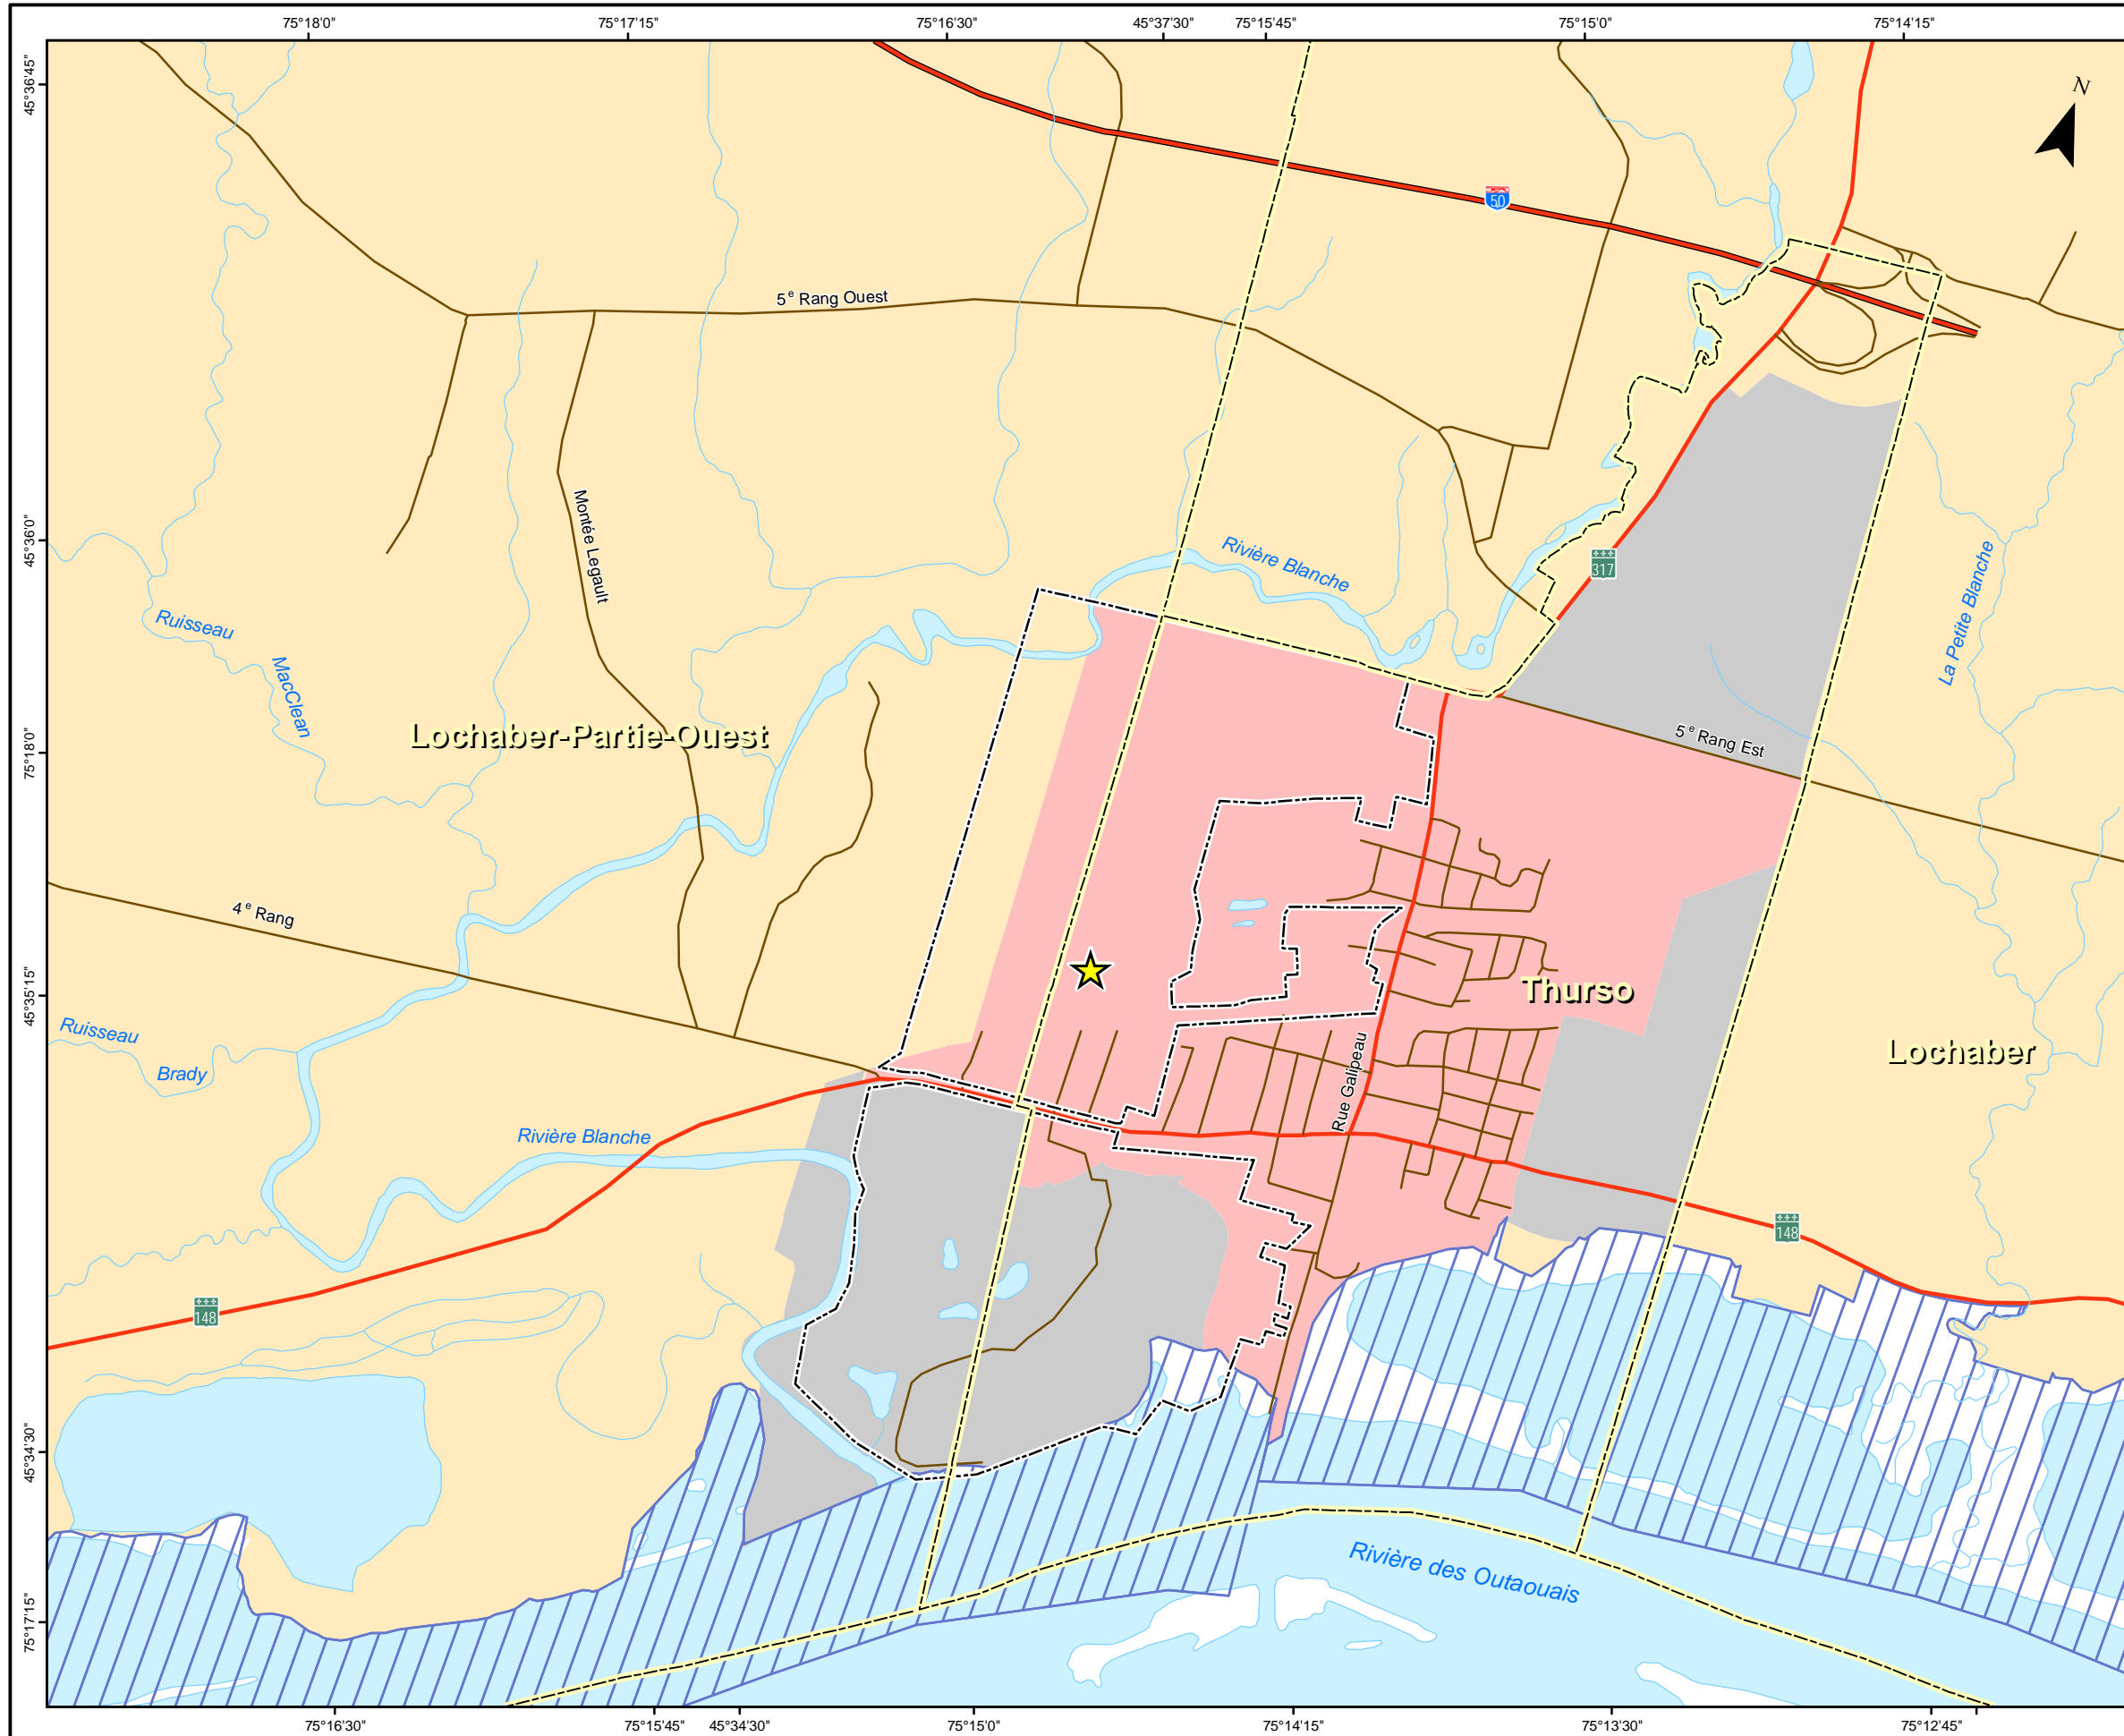 75°18'0"
75°17'15"
75°16'30"
45°37'30"
75°15'45"
75°15'0"
75°14'15"
45°36'45"
N
50
5e Rang Ouest
Montée Legault
45°36'0"
Rivière Blanche
317
La Petite Blanche
Ruisseau
MacClean
Lochaber-Partie-Ouest
5e Rang Est
75°18'0"
4e Rang
45°35'15"
Thurso
Ruisseau
Brady
Lochaber
Rue Galipeau
Rivière Blanche
148
148
45°34'30"
Rivière des Outaouais
75°17'15"
75°16'30"
75°15'45"
45°34'30"
75°15'0"
75°14'15"
75°13'30"
75°12'45"